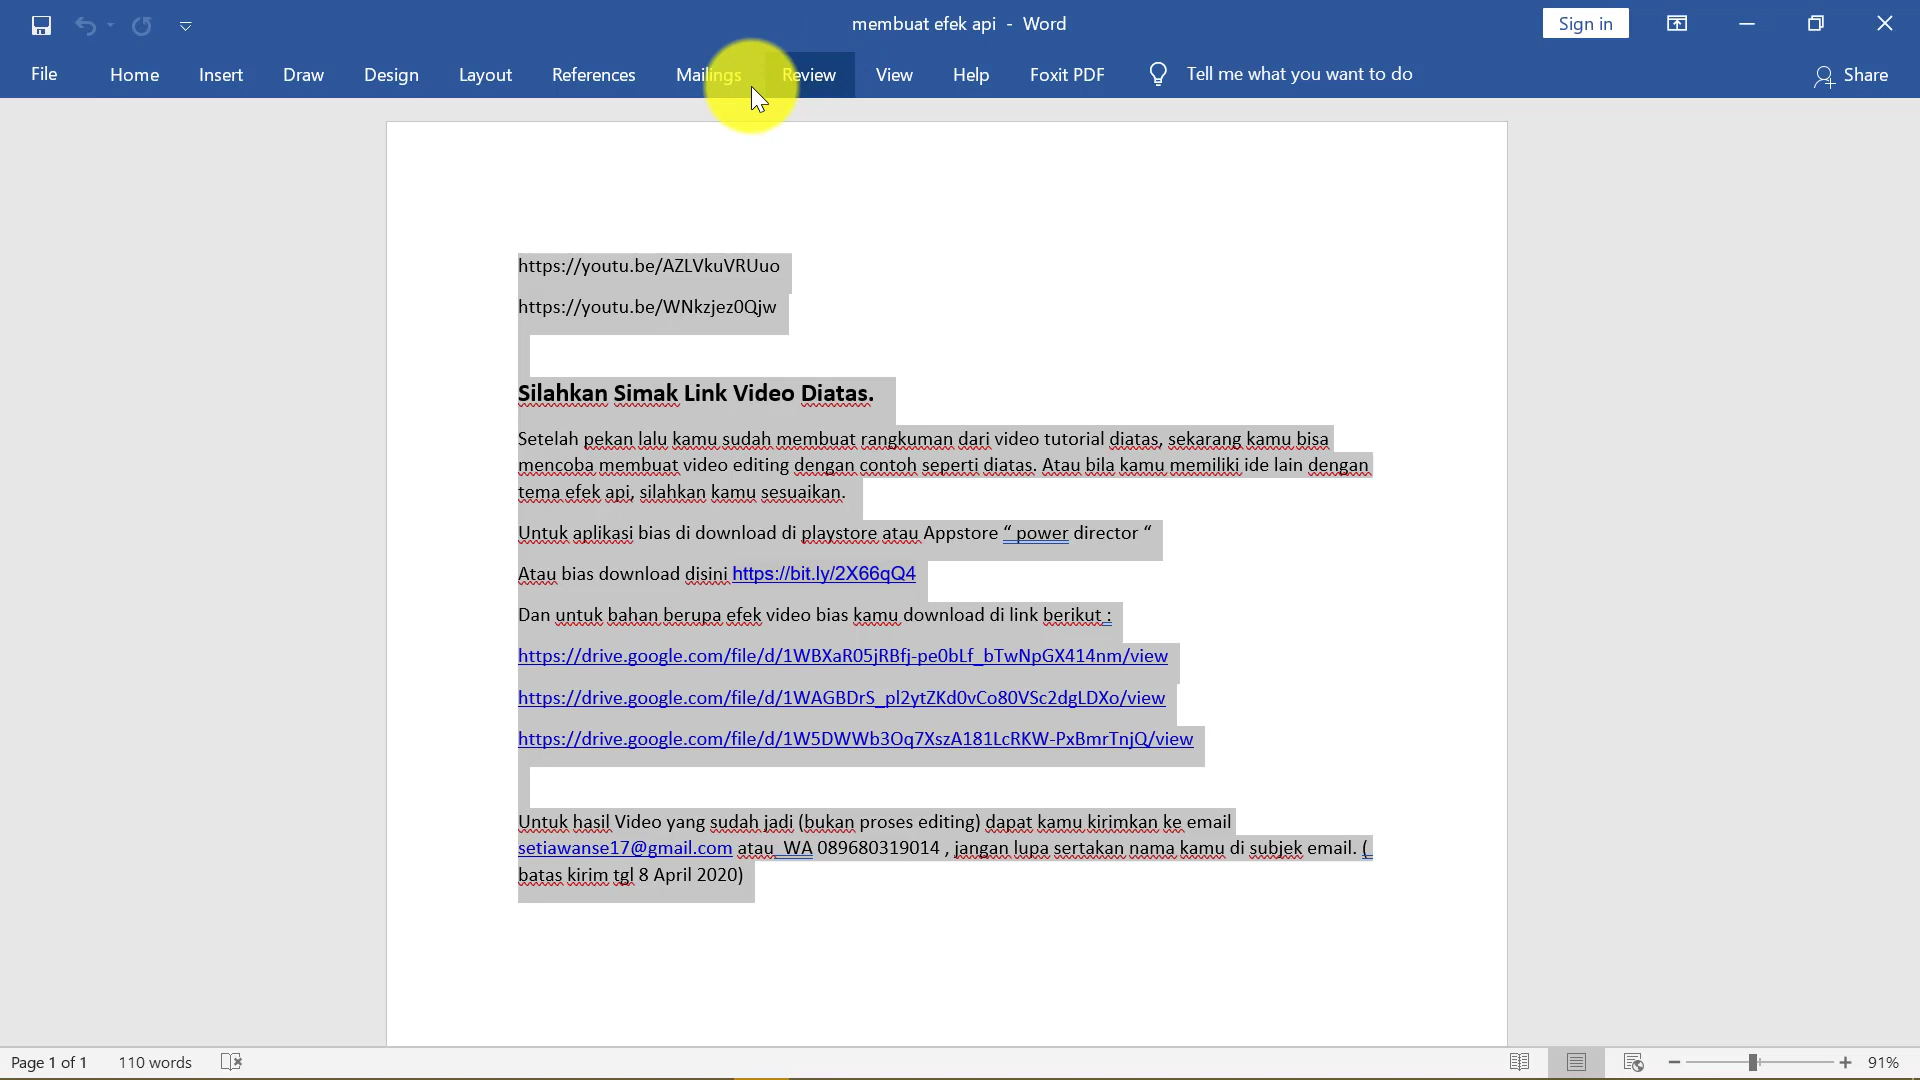 membuat efek api - Word
Sign in
File Home Insert Draw Design Layout References Mailings Review View Help Foxit PDF Tell me what you want to do Share
https://youtu.be/AZLVkuVRUuo
https://youtu.be/WNkzjez0Qjw
Silahkan Simak Link Video Diatas.
Setelah pekan lalu kamu sudah membuat rangkuman dari video tutorial diatas, sekarang kamu bisa
mencoba membuat video editing dengan contoh seperti diatas. Atau bila kamu memiliki ide lain dengan
tema efek api, silahkan kamu sesuaikan.
Untuk aplikasi bias di download di playstore atau Appstore “ power director “
Atau bias download disini https://bit.ly/2X66qQ4
Dan untuk bahan berupa efek video bias kamu download di link berikut :
https://drive.google.com/file/d/1WBXaR05jRBfj-pe0bLf_bTwNpGX414nm/view
https://drive.google.com/file/d/1WAGBDrS_pl2ytZKd0vCo80VSc2dgLDXo/view
https://drive.google.com/file/d/1W5DWWb3Oq7XszA181LcRKW-PxBmrTnjQ/view
Untuk hasil Video yang sudah jadi (bukan proses editing) dapat kamu kirimkan ke email
setiawanse17@gmail.com atau WA 089680319014 , jangan lupa sertakan nama kamu di subjek email. (
batas kirim tgl 8 April 2020)
Page 1 of 1 110 words 91%